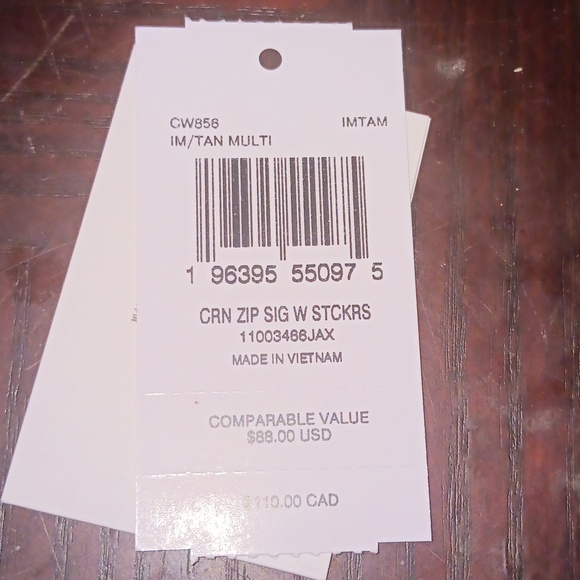 CW856 IMTAM
IM/TAN MULTI
1 96395 55097 5
CRN ZIP SIG W STCKRS
11003466JAX
MADE IN VIETNAM
COMPARABLE VALUE
$88.00 USD
$110.00 CAD